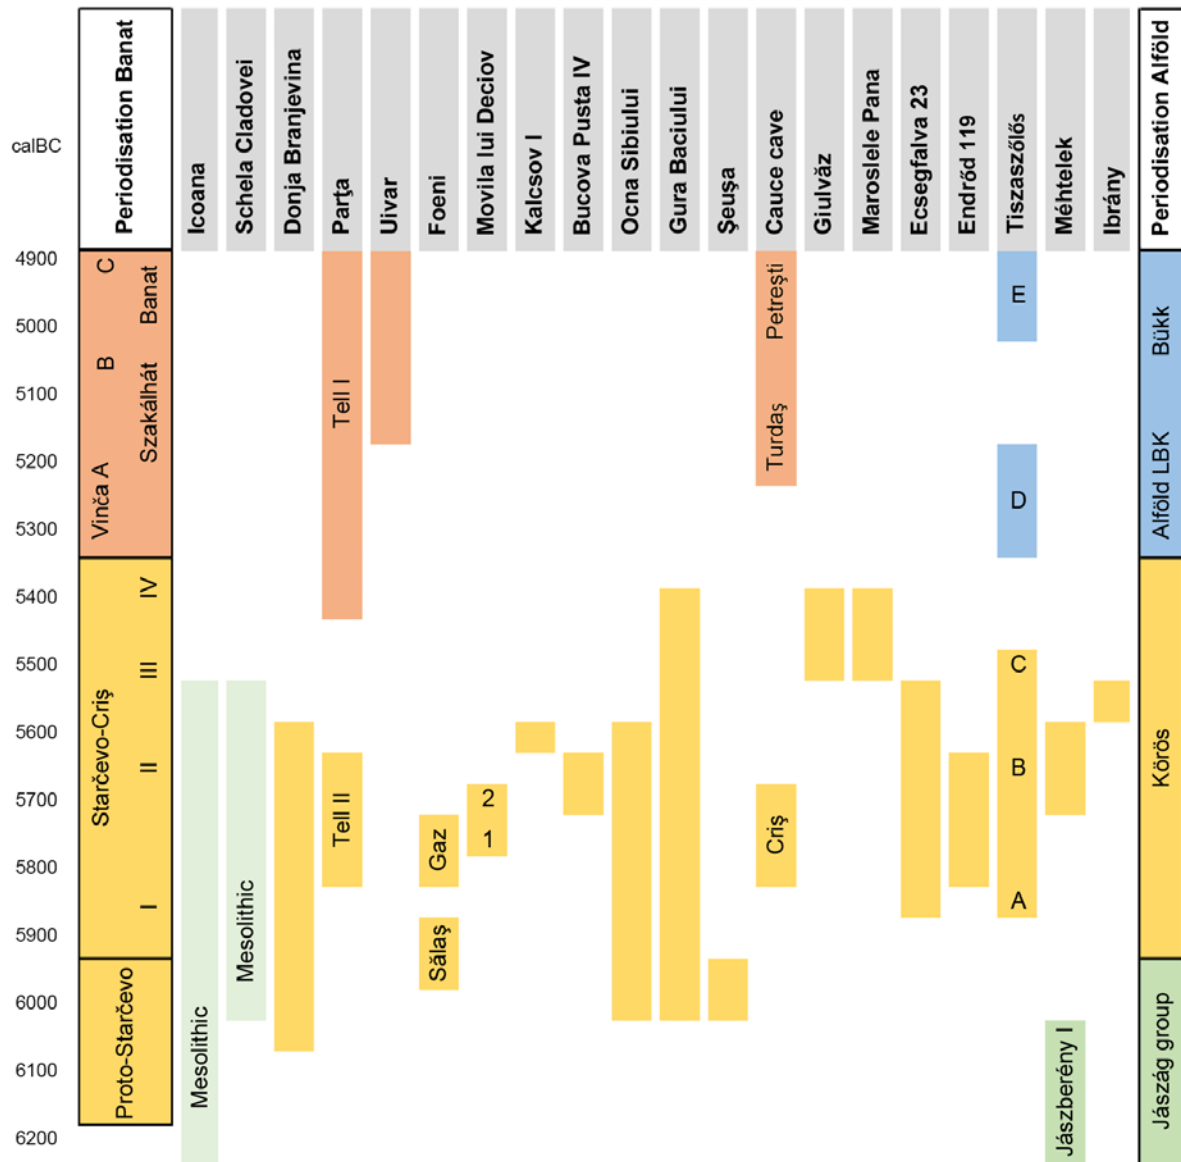 calBC
Periodisation Banat
Icoana
Schela Cladovei
Donja Branjevina
Parţa
Uivar
Foeni
Movila lui Deciov
Kalcsov I
Bucova Pusta IV
Ocna Sibiului
Gura Baciului
Şeuşa
Cauce cave
Giulvăz
Maroslele Pana
Ecsegfalva 23
Endrőd 119
Tiszaszőlős
Méhtelek
Ibrány
Periodisation Alföld
4900
5000
5100
5200
5300
5400
5500
5600
5700
5800
5900
6000
6100
6200
Vinča A
B
C
Szakálhát
Banat
Starčevo-Criş
I
II
III
IV
Proto-Starčevo
Mesolithic
Mesolithic
Tell I
Tell II
Gaz
Sălaş
2
1
Petreşti
Turdaş
Criş
E
D
C
B
A
Jászberény I
Bükk
Alföld LBK
Körös
Jászág group